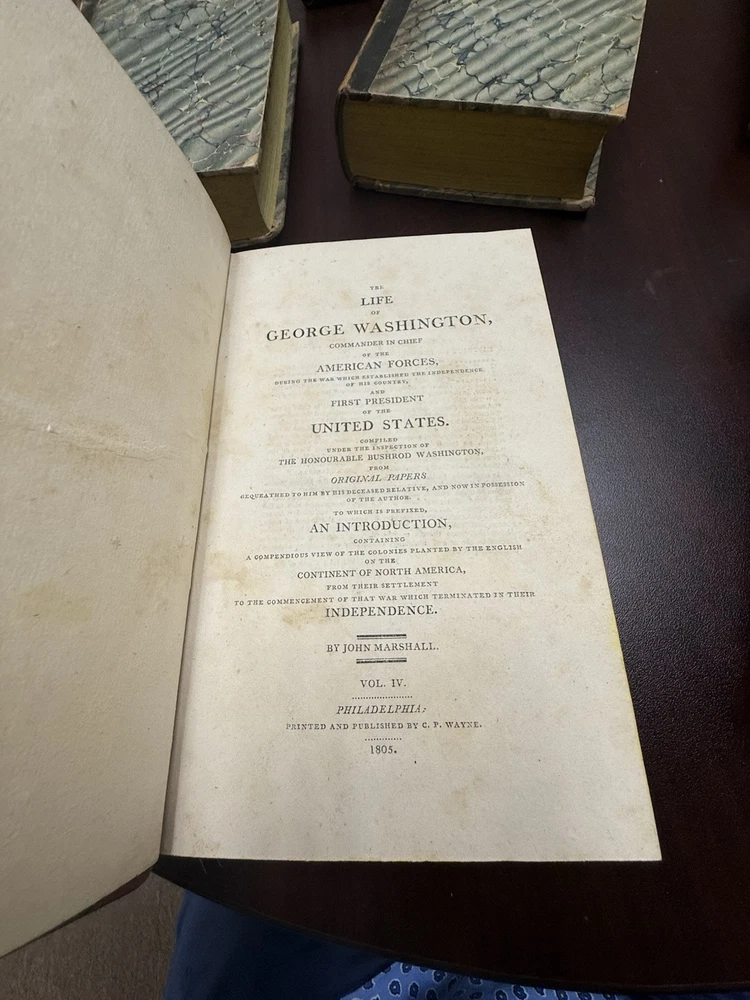 THE
LIFE
OF
GEORGE WASHINGTON,
COMMANDER IN CHIEF
OF THE
AMERICAN FORCES,
DURING THE WAR WHICH ESTABLISHED THE INDEPENDENCE
OF HIS COUNTRY,
AND
FIRST PRESIDENT
OF THE
UNITED STATES.
COMPILED
UNDER THE INSPECTION OF
THE HONOURABLE BUSHROD WASHINGTON,
FROM
ORIGINAL PAPERS
BEQUEATHED TO HIM BY HIS DECEASED RELATIVE, AND NOW IN POSSESSION
OF THE AUTHOR.
TO WHICH IS PREFIXED,
AN INTRODUCTION,
CONTAINING
A COMPENDIOUS VIEW OF THE COLONIES PLANTED BY THE ENGLISH
ON THE
CONTINENT OF NORTH AMERICA,
FROM THEIR SETTLEMENT
TO THE COMMENCEMENT OF THAT WAR WHICH TERMINATED IN THEIR
INDEPENDENCE.
BY JOHN MARSHALL.
VOL. IV.
PHILADELPHIA:
PRINTED AND PUBLISHED BY C. P. WAYNE.
1805.